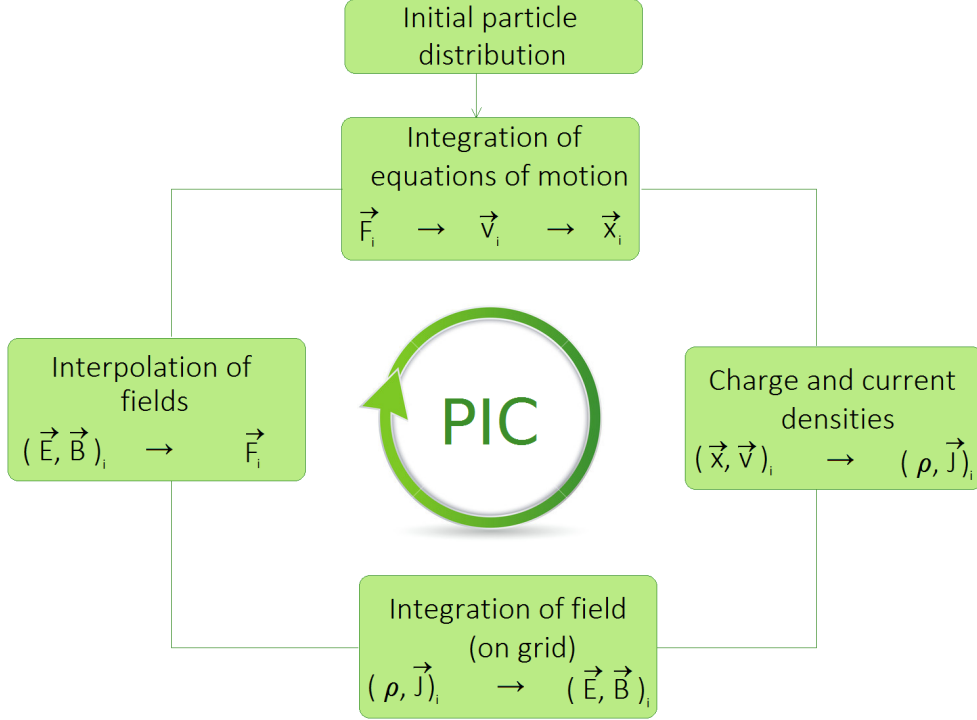 Initial particle
distribution
Integration of
equations of motion
F⃗ᵢ → v⃗ᵢ → x⃗ᵢ
Interpolation of
fields
( E⃗, B⃗ )ᵢ → F⃗ᵢ
PIC
Charge and current
densities
( x⃗, v⃗ )ᵢ → ( ρ, J⃗ )ᵢ
Integration of field
(on grid)
( ρ, J⃗ )ᵢ → ( E⃗, B⃗ )ᵢ